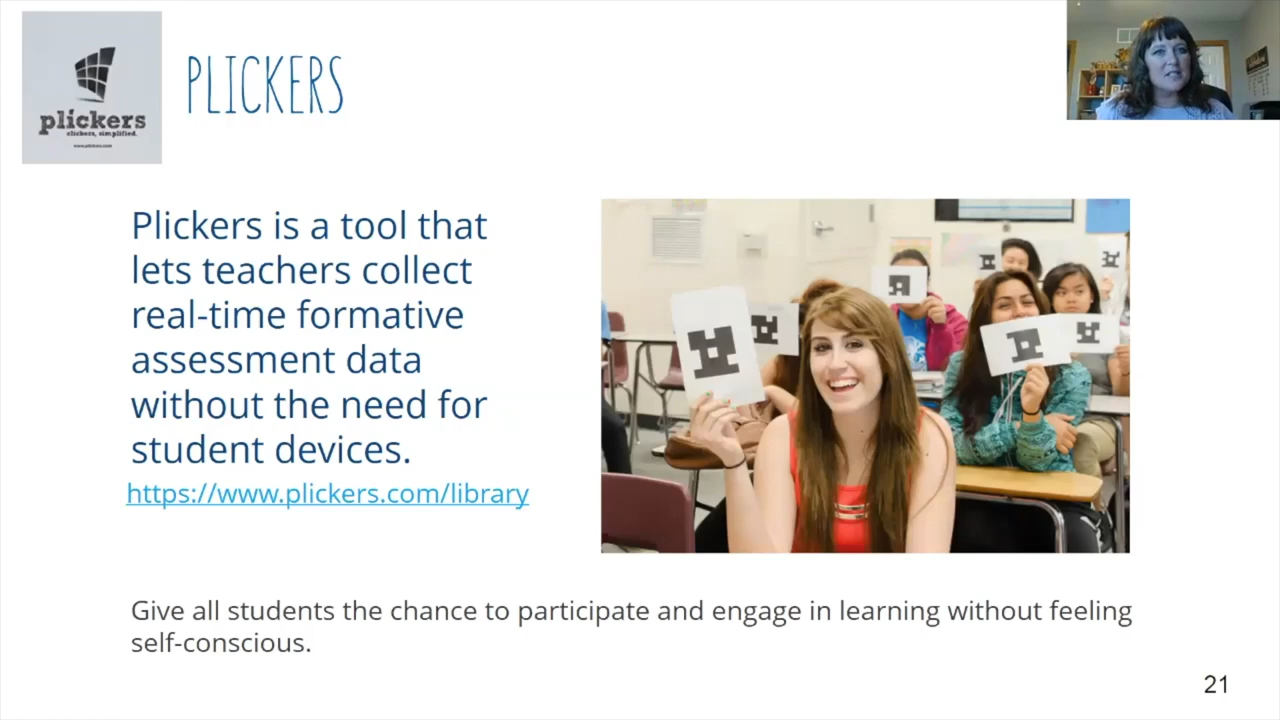 plickers
clickers, simplified.
www.plickers.com
PLICKERS
Plickers is a tool that
lets teachers collect
real-time formative
assessment data
without the need for
student devices.
https://www.plickers.com/library
Give all students the chance to participate and engage in learning without feeling
self-conscious.
21